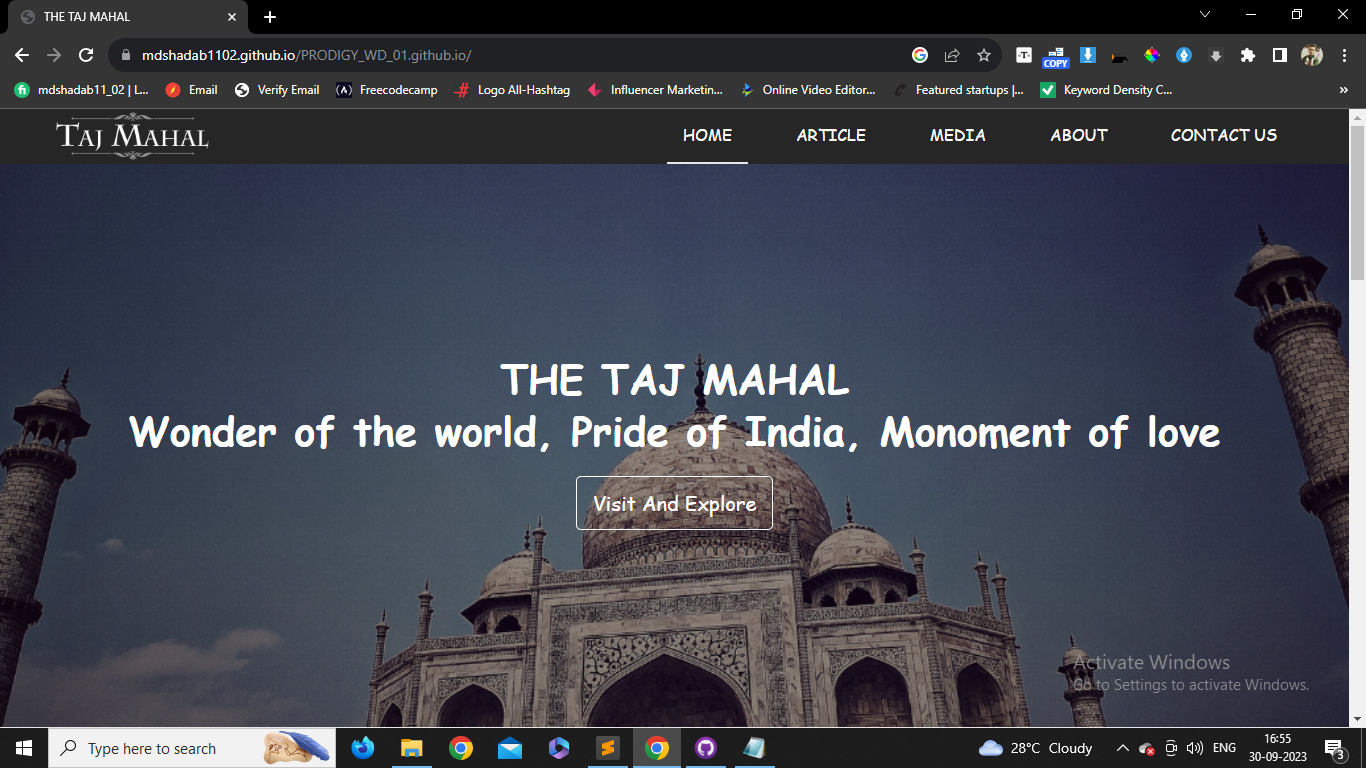 THE TAJ MAHAL
mdshadab1102.github.io/PRODIGY_WD_01.github.io/
COPY
mdshadab11_02 | L... Email Verify Email Freecodecamp Logo All-Hashtag Influencer Marketin... Online Video Editor... Featured startups |... Keyword Density C... »
TAJ MAHAL HOME ARTICLE MEDIA ABOUT CONTACT US
THE TAJ MAHAL
Wonder of the world, Pride of India, Monoment of love
Visit And Explore
Activate Windows
Go to Settings to activate Windows.
Type here to search 28°C Cloudy ENG 16:55
30-09-2023 3